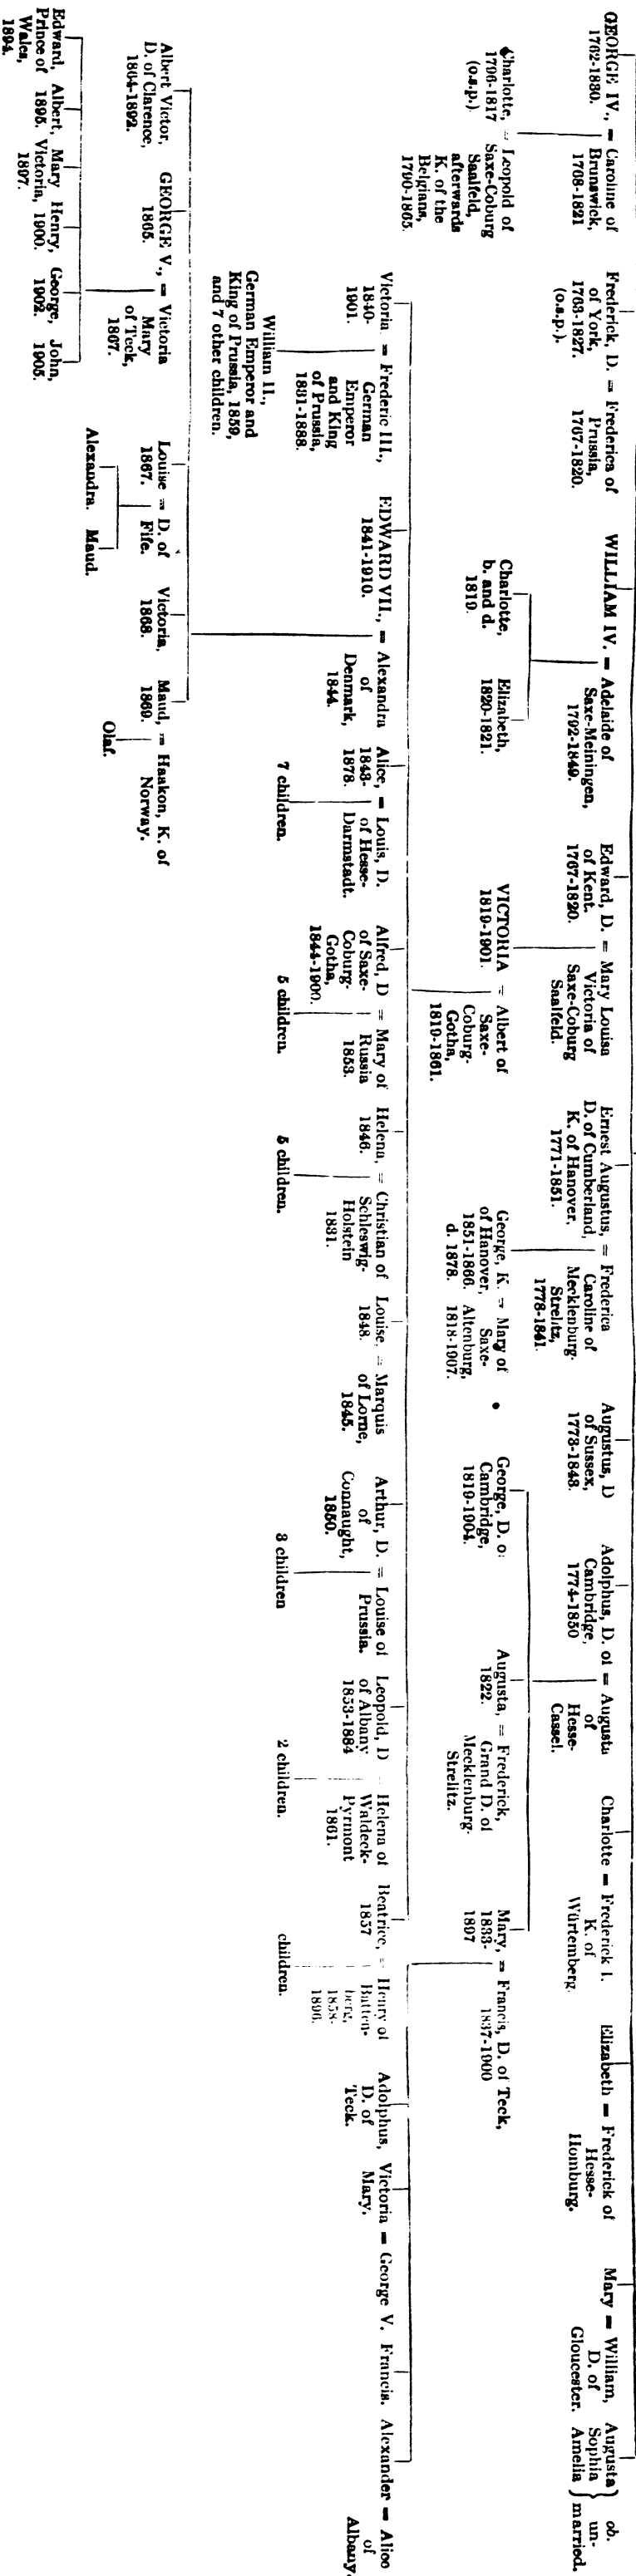 GEORGE IV., = Caroline of
1762-1830. Brunswick,
1768-1821
Frederick, D. = Frederica of
of York, Prussia,
1763-1827. 1767-1820.
(o.s.p.).
WILLIAM IV. = Adelaide of
Saxe-Meiningen,
1792-1849.
Edward, D. = Mary Louisa
of Kent. Victoria of
1767-1820. Saxe-Coburg
Saalfeld.
Ernest Augustus, = Frederica
D. of Cumberland, Caroline of
K. of Hanover, Mecklenburg-
1771-1851. Strelitz,
1778-1841.
Augustus, D
of Sussex,
1773-1843.
Adolphus, D. of = Augusta
Cambridge, of
1774-1850 Hesse-
Cassel.
Charlotte = Frederick I.
K. of
Würtemberg.
Elizabeth = Frederick of
Hesse-
Homburg.
Mary = William,
D. of
Gloucester.
Augusta } ob.
Sophia un-
Amelia } married.
Charlotte, = Leopold of
1796-1817 Saxe-Coburg
(o.s.p.). Saalfeld,
afterwards
K. of the
Belgians,
1790-1865.
Charlotte, Elizabeth,
b. and d. 1820-1821.
1819.
VICTORIA = Albert of
1819-1901. Saxe-
Coburg-
Gotha,
1819-1861.
George, K. = Mary of
of Hanover, Saxe-
1851-1866. Altenburg,
d. 1878. 1818-1907.
George, D. o
Cambridge,
1819-1904.
Augusta, = Frederick,
1822. Grand D. of
Mecklenburg-
Strelitz.
Mary, = Francis, D. of Teck,
1833- 1837-1900
1897
Victoria = Frederic III.,
1840- German
1901. Emperor
and King
of Prussia,
1831-1888.
EDWARD VII., = Alexandra
1841-1910. of
Denmark,
1844.
Alice, = Louis, D.
1843- of Hesse-
1878. Darmstadt.
Alfred, D = Mary of
of Saxe- Russia
Coburg- 1853.
Gotha,
1844-1900.
Helena, = Christian of
1846. Schleswig-
Holstein
1831.
Louise, = Marquis
1848. of Lorne,
1845.
Arthur, D. = Louise of
of Prussia.
Connaught,
1850.
Leopold, D = Helena of
of Albany Waldeck-
1853-1884 Pyrmont
1861.
Beatrice, = Henry of
1857 Batten-
berg,
1858-
1896.
Adolphus,
D. of
Teck.
Victoria = George V.
Mary.
Francis.
Alexander = Alice
of
Albany.
William II.,
German Emperor and
King of Prussia, 1859,
and 7 other children.
7 children.
5 children.
5 children.
3 children
2 children.
children.
Albert Victor,
D. of Clarence,
1864-1892.
GEORGE V., = Victoria
1865. Mary
of Teck,
1867.
Louise = D. of
1867. Fife.
Victoria,
1868.
Maud, = Haakon, K. of
1869. Norway.
Edward, Albert, Mary Henry, George, John,
Prince of 1895. Victoria, 1900. 1902. 1905.
Wales, 1897.
1894.
Alexandra. Maud.
Olaf.